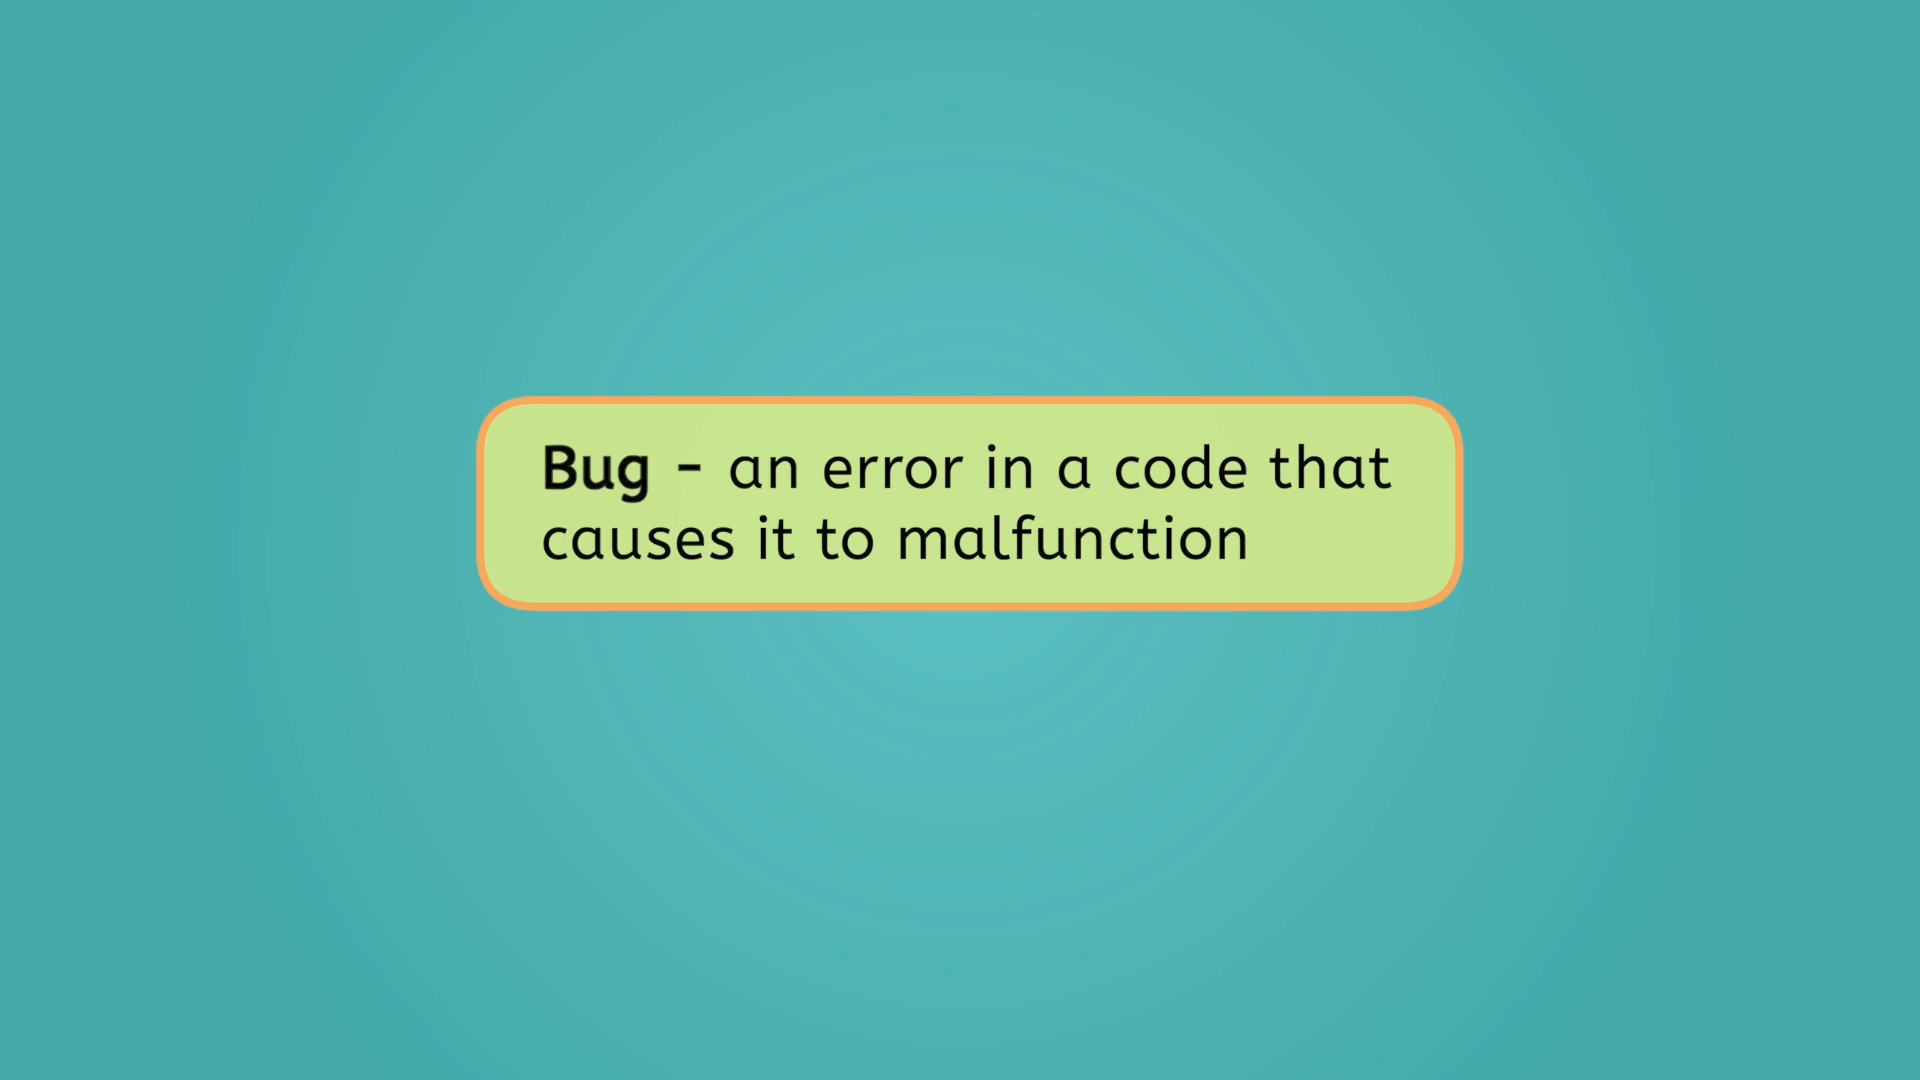 Bug - an error in a code that
causes it to malfunction